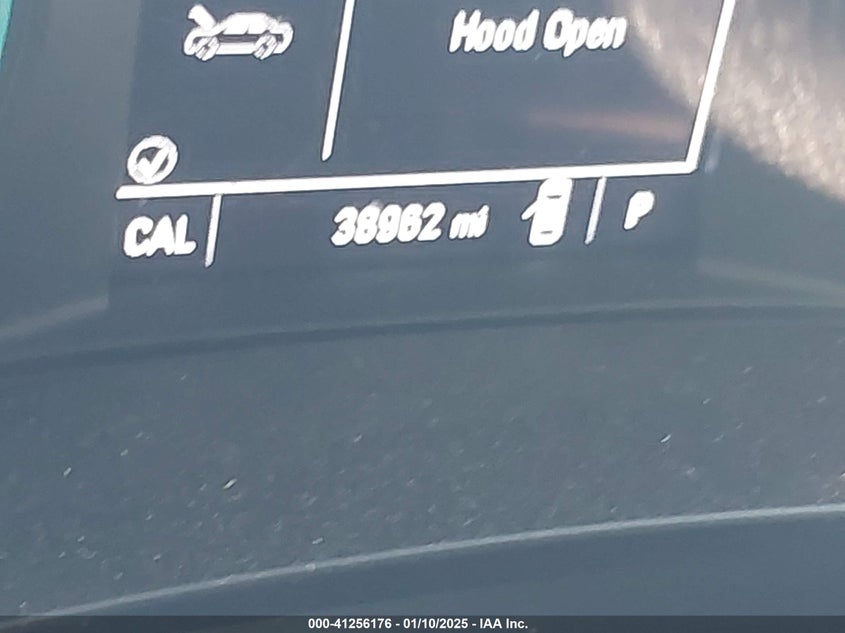 Hood Open
CAL
38962 mi
P
000-41256176 - 01/10/2025 - IAA Inc.